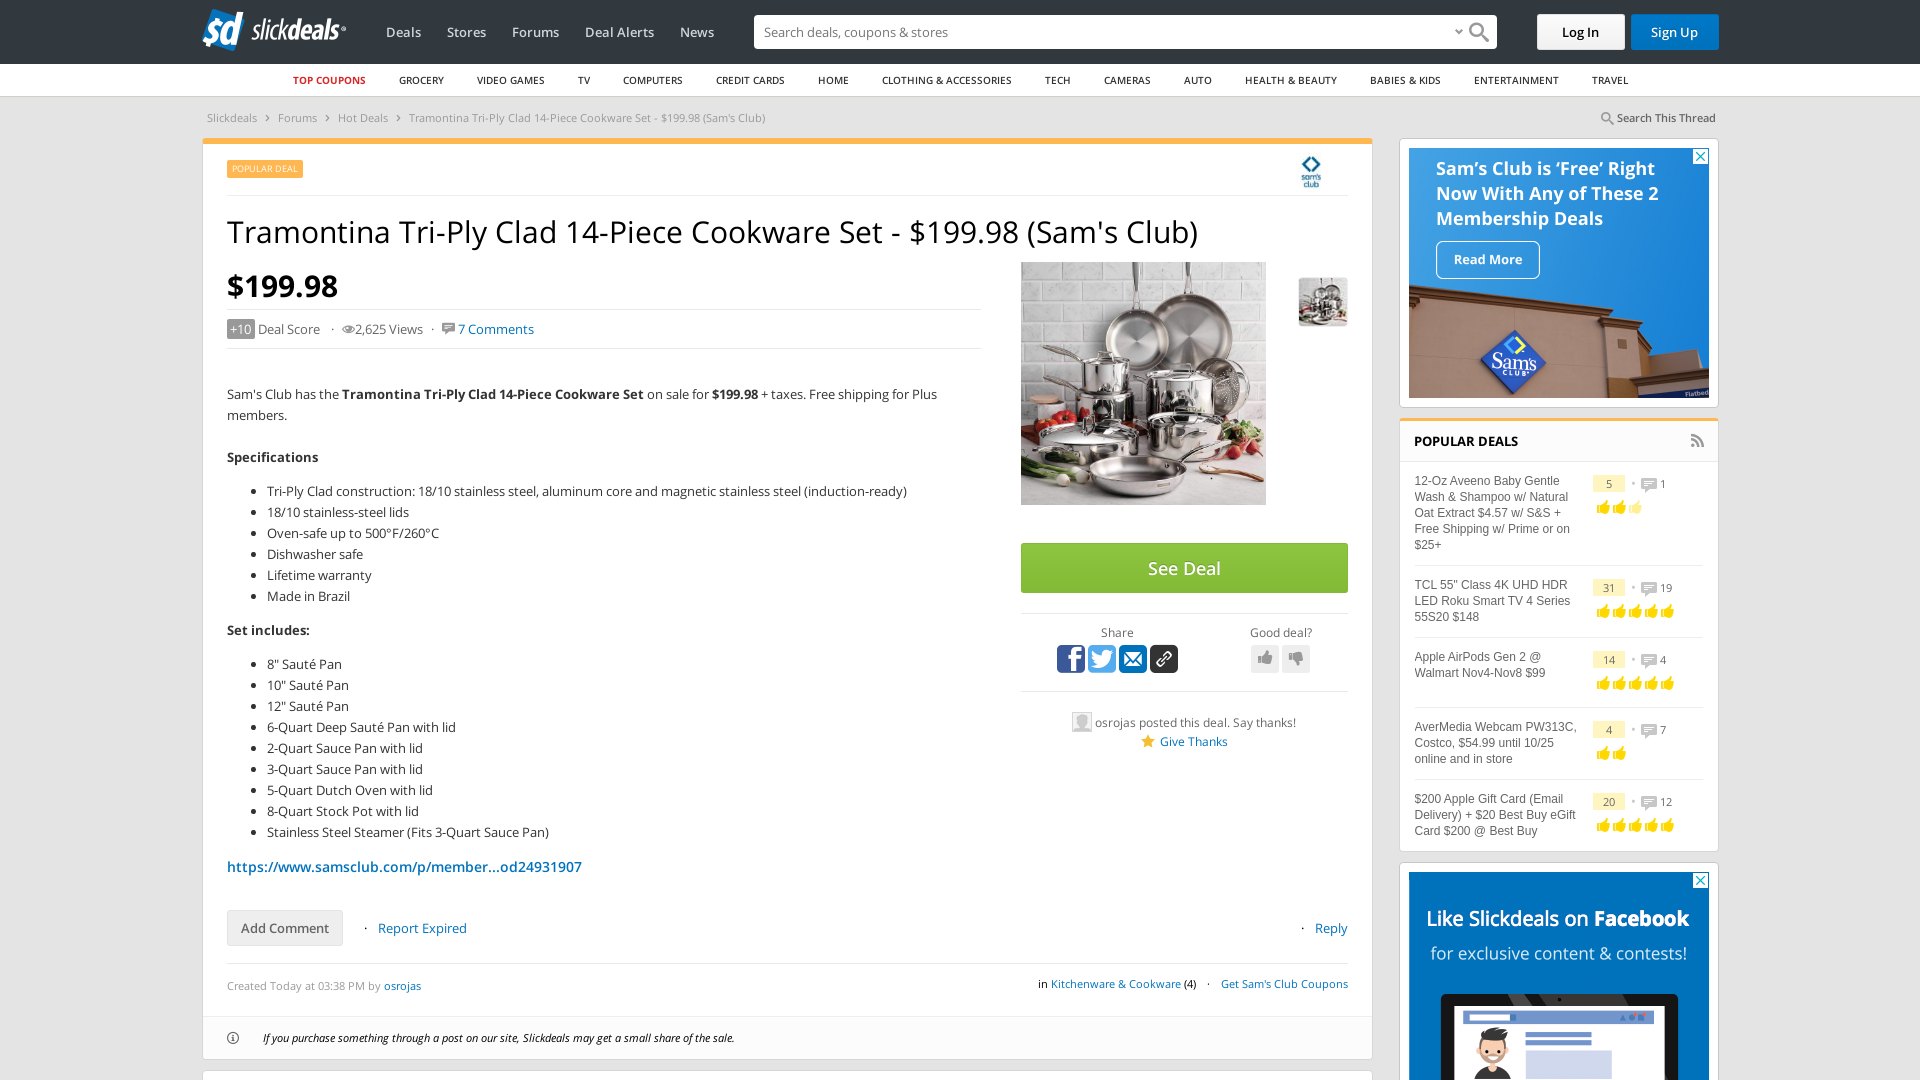 sd slickdeals
Deals
Stores
Forums
Deal Alerts
News
Search deals, coupons & stores
Log In
Sign Up
TOP COUPONS
GROCERY
VIDEO GAMES
TV
COMPUTERS
CREDIT CARDS
HOME
CLOTHING & ACCESSORIES
TECH
CAMERAS
AUTO
HEALTH & BEAUTY
BABIES & KIDS
ENTERTAINMENT
TRAVEL
Slickdeals › Forums › Hot Deals › Tramontina Tri-Ply Clad 14-Piece Cookware Set - $199.98 (Sam's Club)
Search This Thread
POPULAR DEAL
sam's
club
Tramontina Tri-Ply Clad 14-Piece Cookware Set - $199.98 (Sam's Club)
$199.98
+10 Deal Score · 2,625 Views · 7 Comments
Sam's Club has the Tramontina Tri-Ply Clad 14-Piece Cookware Set on sale for $199.98 + taxes. Free shipping for Plus
members.
Specifications
• Tri-Ply Clad construction: 18/10 stainless steel, aluminum core and magnetic stainless steel (induction-ready)
• 18/10 stainless-steel lids
• Oven-safe up to 500°F/260°C
• Dishwasher safe
• Lifetime warranty
• Made in Brazil
Set includes:
• 8" Sauté Pan
• 10" Sauté Pan
• 12" Sauté Pan
• 6-Quart Deep Sauté Pan with lid
• 2-Quart Sauce Pan with lid
• 3-Quart Sauce Pan with lid
• 5-Quart Dutch Oven with lid
• 8-Quart Stock Pot with lid
• Stainless Steel Steamer (Fits 3-Quart Sauce Pan)
https://www.samsclub.com/p/member...od24931907
See Deal
Share
Good deal?
osrojas posted this deal. Say thanks!
Give Thanks
Add Comment · Report Expired
· Reply
Created Today at 03:38 PM by osrojas
in Kitchenware & Cookware (4) · Get Sam's Club Coupons
If you purchase something through a post on our site, Slickdeals may get a small share of the sale.
Sam's Club is 'Free' Right
Now With Any of These 2
Membership Deals
Read More
Sam's
CLUB
Flatbed
POPULAR DEALS
12-Oz Aveeno Baby Gentle
Wash & Shampoo w/ Natural
Oat Extract $4.57 w/ S&S +
Free Shipping w/ Prime or on
$25+
5 • 1
TCL 55" Class 4K UHD HDR
LED Roku Smart TV 4 Series
55S20 $148
31 • 19
Apple AirPods Gen 2 @
Walmart Nov4-Nov8 $99
14 • 4
AverMedia Webcam PW313C,
Costco, $54.99 until 10/25
online and in store
4 • 7
$200 Apple Gift Card (Email
Delivery) + $20 Best Buy eGift
Card $200 @ Best Buy
20 • 12
Like Slickdeals on Facebook
for exclusive content & contests!